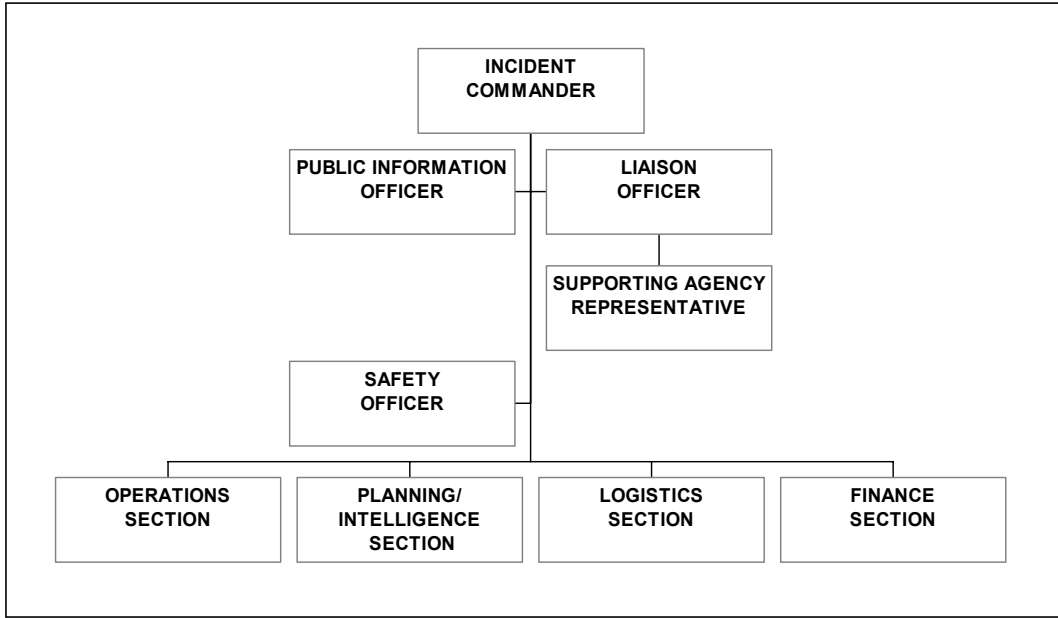 INCIDENT
COMMANDER
PUBLIC INFORMATION
OFFICER
LIAISON
OFFICER
SUPPORTING AGENCY
REPRESENTATIVE
SAFETY
OFFICER
OPERATIONS
SECTION
PLANNING/
INTELLIGENCE
SECTION
LOGISTICS
SECTION
FINANCE
SECTION